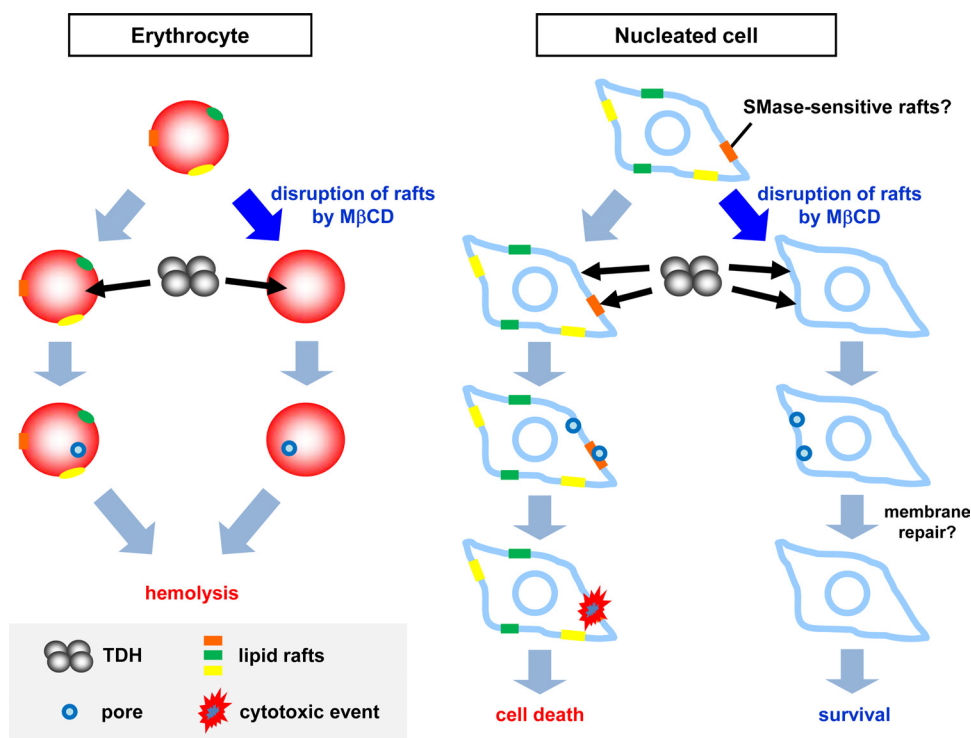 Erythrocyte
Nucleated cell
SMase-sensitive rafts?
disruption of rafts
by MβCD
disruption of rafts
by MβCD
membrane
repair?
hemolysis
TDH
lipid rafts
pore
cytotoxic event
cell death
survival